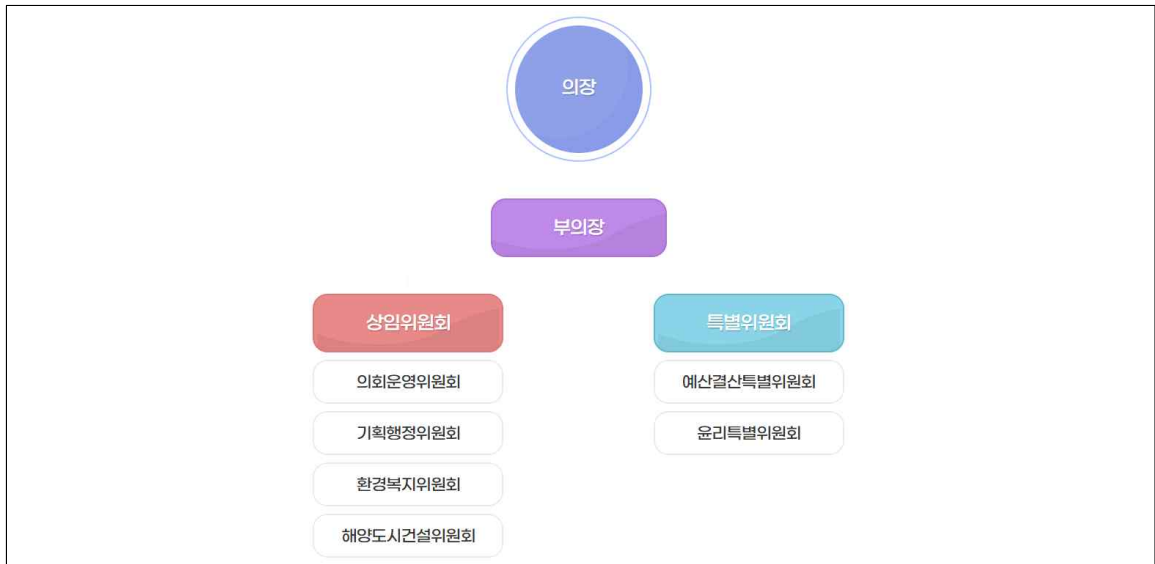 의장
부의장
상임위원회
의회운영위원회
기획행정위원회
환경복지위원회
해양도시건설위원회
특별위원회
예산결산특별위원회
윤리특별위원회